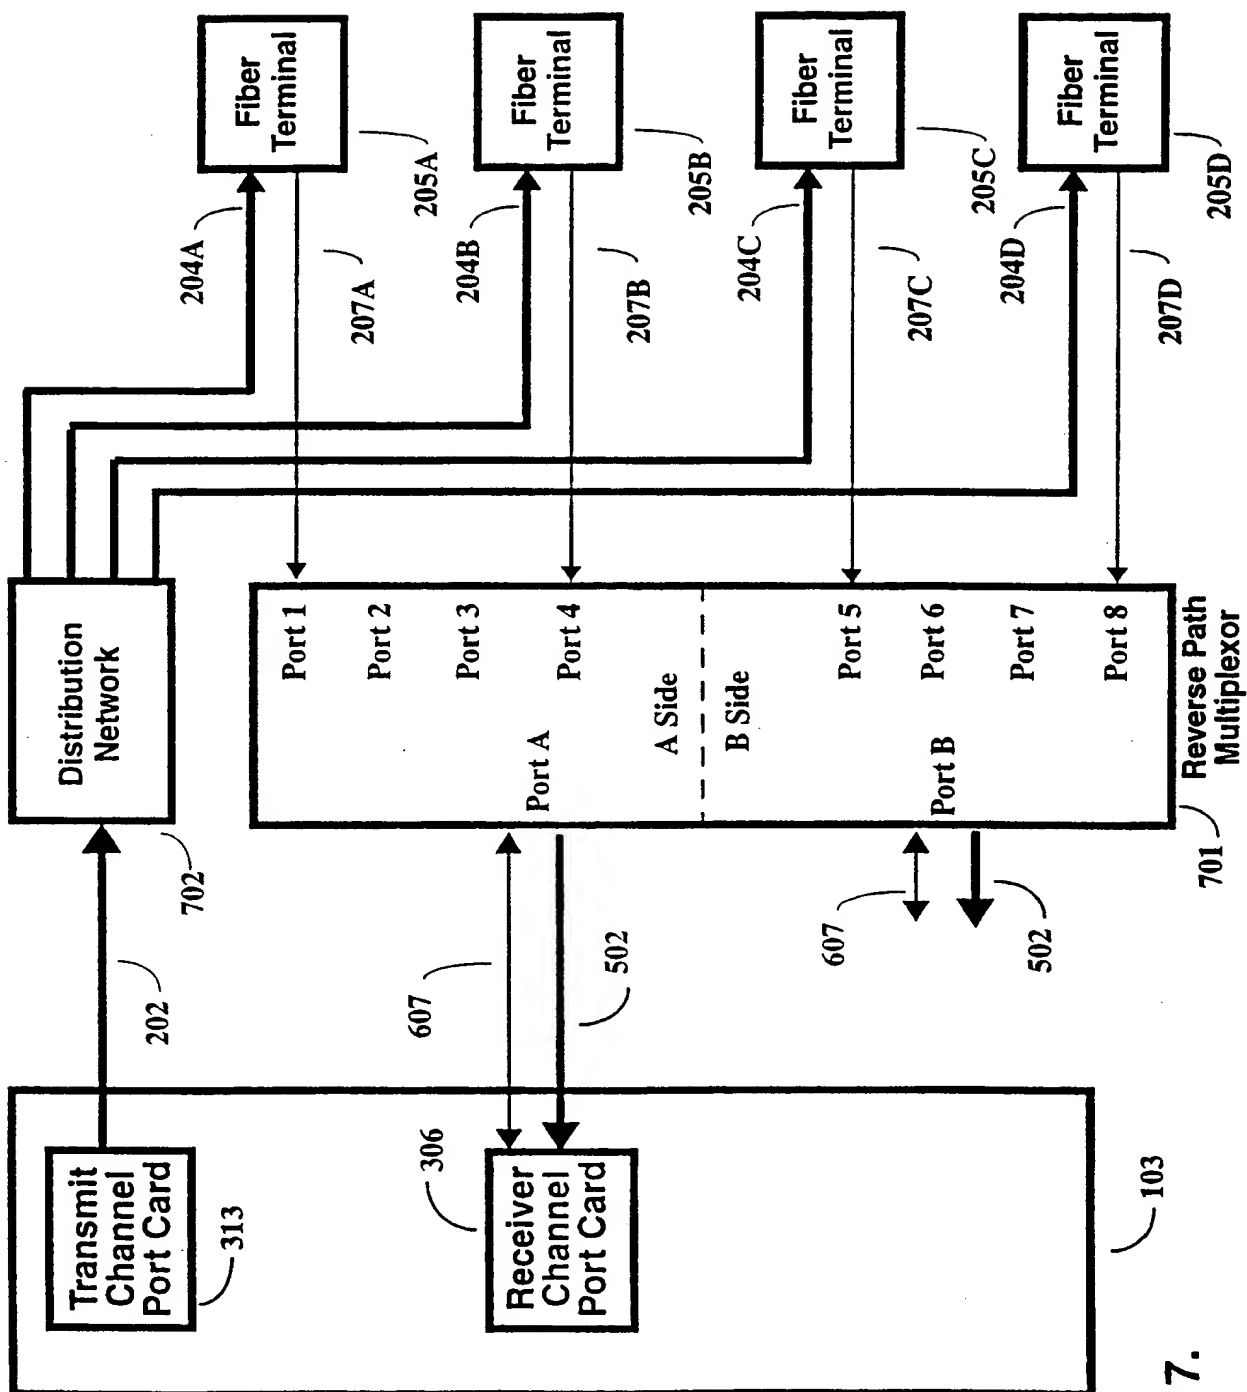 Transmit
Channel
Port Card
313
Receiver
Channel
Port Card
306
103
202
607
502
Distribution
Network
702
Port 1
Port 2
Port 3
Port 4
Port A
A Side
B Side
Port 5
Port 6
Port 7
Port 8
Port B
607
502
701
Reverse Path
Multiplexor
204A
207A
Fiber
Terminal
205A
204B
207B
Fiber
Terminal
205B
204C
207C
Fiber
Terminal
205C
204D
207D
Fiber
Terminal
205D
7.